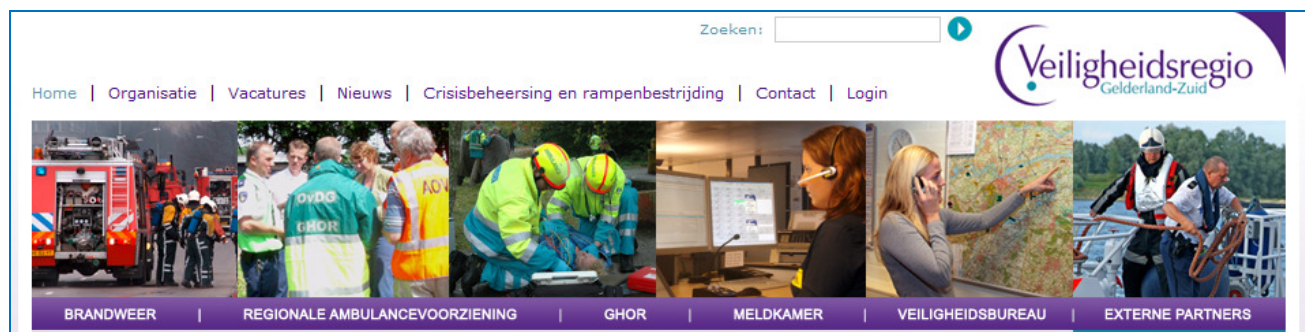 Zoeken:
Veiligheidsregio
Gelderland-Zuid
Home | Organisatie | Vacatures | Nieuws | Crisisbeheersing en rampenbestrijding | Contact | Login
OvDG
GHOR
AOV
BRANDWEER | REGIONALE AMBULANCEVOORZIENING | GHOR | MELDKAMER | VEILIGHEIDSBUREAU | EXTERNE PARTNERS